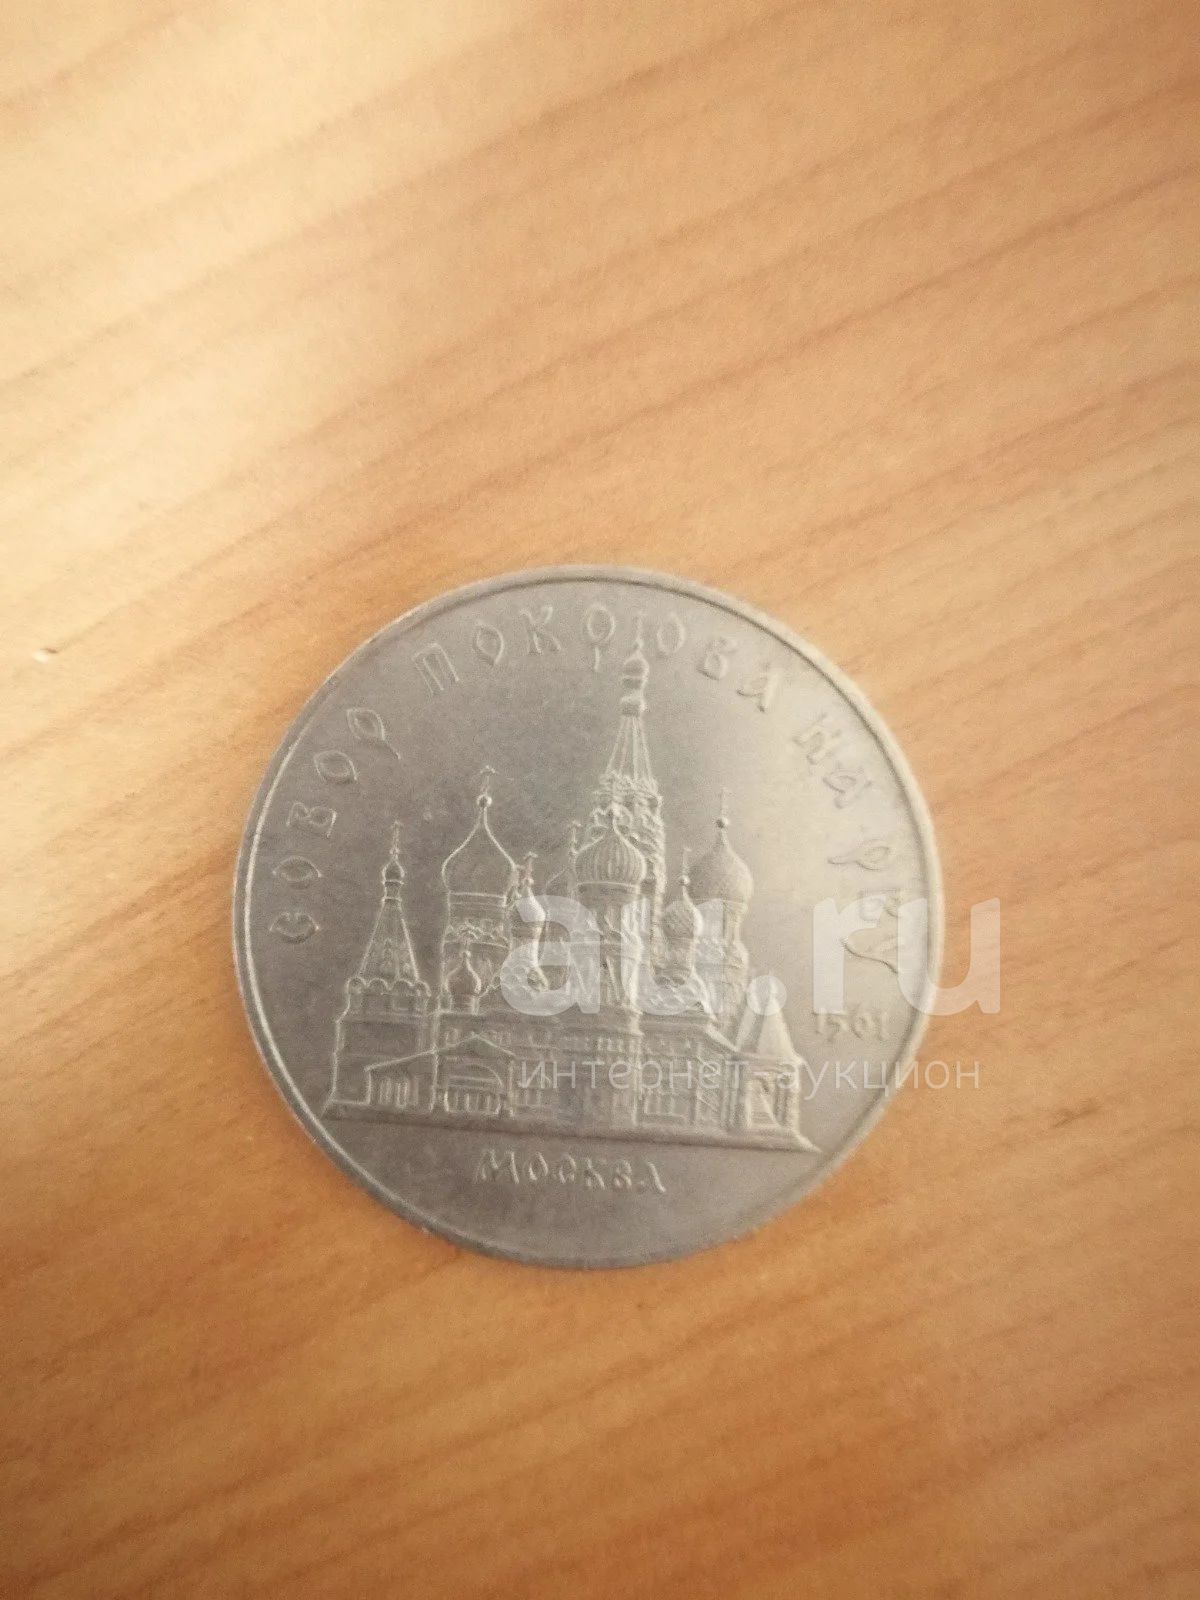 СОБОР ПОКРОВА НА РВУ
1561
МОСКВА
au.ru
интернет-аукцион